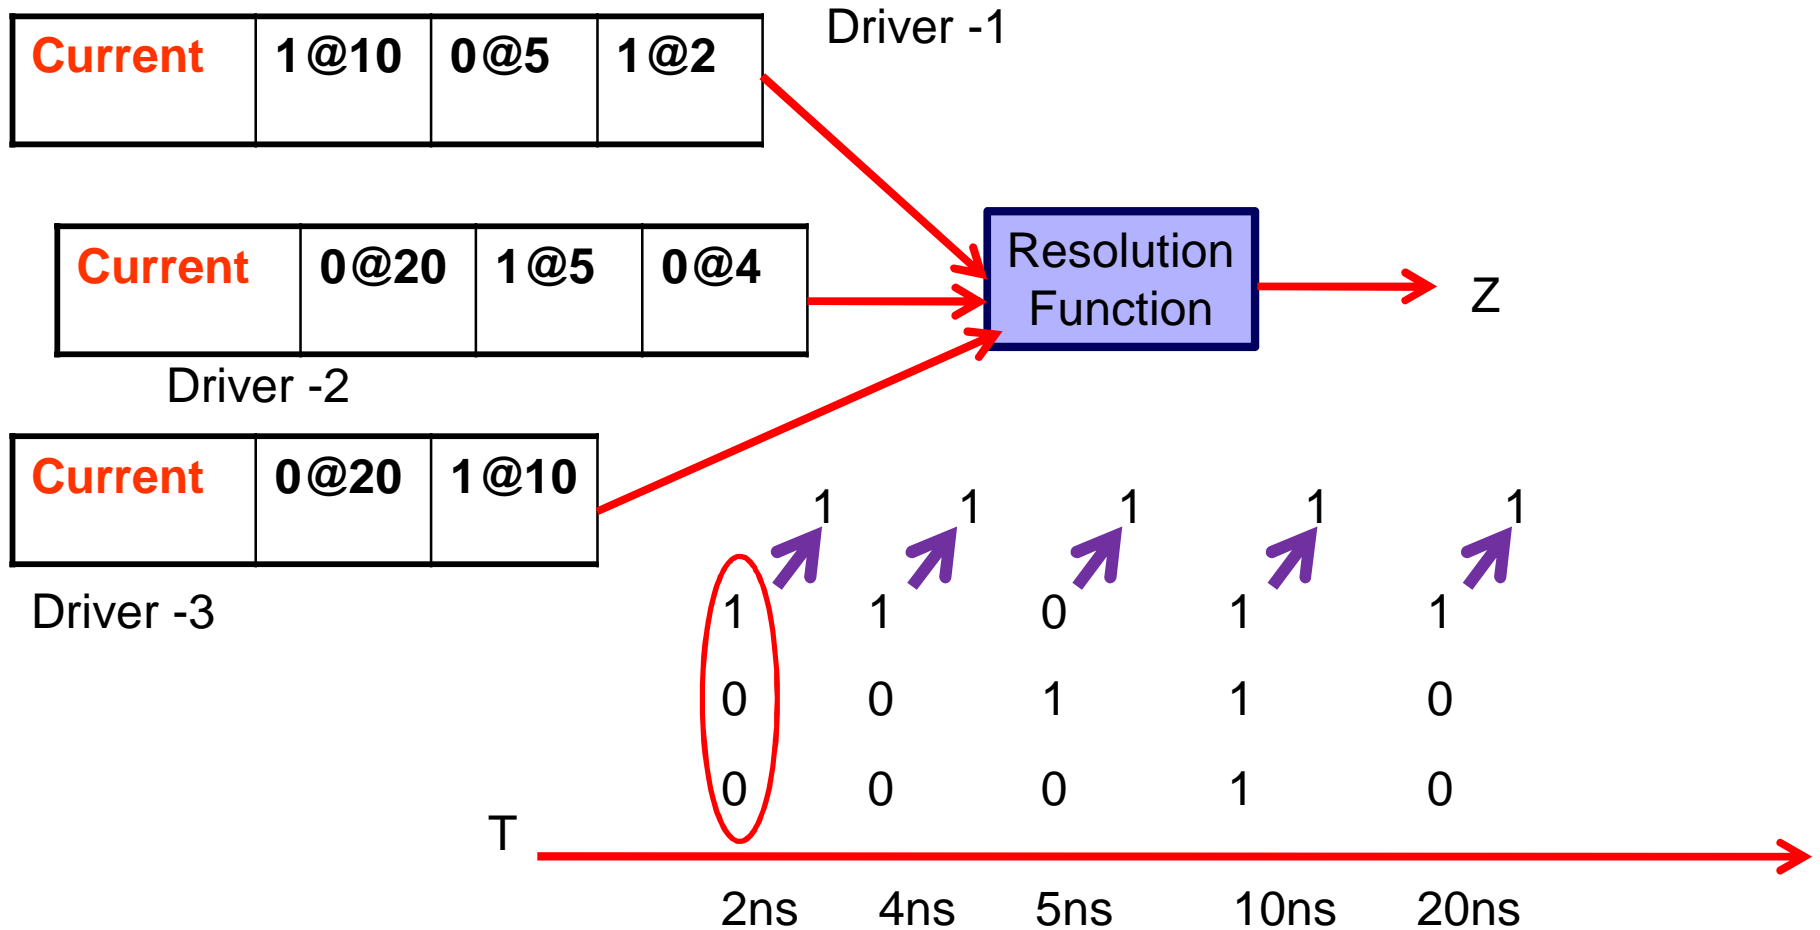 Driver -1
Current 1@10 0@5 1@2
Current 0@20 1@5 0@4
Driver -2
Resolution
Function
Z
Current 0@20 1@10
Driver -3
1 1 1 1 1
1 1 0 1 1
0 0 1 1 0
0 0 0 1 0
T
2ns 4ns 5ns 10ns 20ns